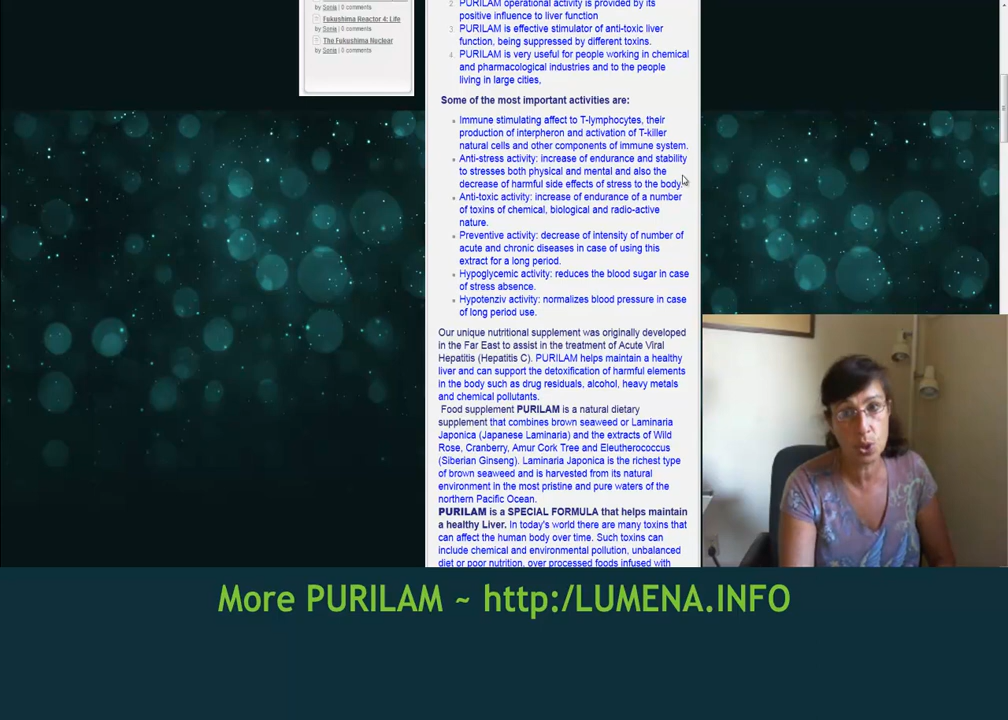 Fukushima Reactor 4: Life
by Sonja | 0 comments
The Fukushima Nuclear
by Sonja | 0 comments
2 PURILAM operational activity is provided by its
positive influence to liver function
3 PURILAM is effective stimulator of anti-toxic liver
function, being suppressed by different toxins.
4. PURILAM is very useful for people working in chemical
and pharmacological industries and to the people
living in large cities,
Some of the most important activities are:
Immune stimulating affect to T-lymphocytes, their
production of interpheron and activation of T-killer
natural cells and other components of immune system.
Anti-stress activity: increase of endurance and stability
to stresses both physical and mental and also the
decrease of harmful side effects of stress to the body.
Anti-toxic activity: increase of endurance of a number
of toxins of chemical, biological and radio-active
nature.
Preventive activity: decrease of intensity of number of
acute and chronic diseases in case of using this
extract for a long period.
Hypoglycemic activity: reduces the blood sugar in case
of stress absence.
Hypotenziv activity: normalizes blood pressure in case
of long period use.
Our unique nutritional supplement was originally developed
in the Far East to assist in the treatment of Acute Viral
Hepatitis (Hepatitis C). PURILAM helps maintain a healthy
liver and can support the detoxification of harmful elements
in the body such as drug residuals, alcohol, heavy metals
and chemical pollutants.
Food supplement PURILAM is a natural dietary
supplement that combines brown seaweed or Laminaria
Japonica (Japanese Laminaria) and the extracts of Wild
Rose, Cranberry, Amur Cork Tree and Eleutherococcus
(Siberian Ginseng). Laminaria Japonica is the richest type
of brown seaweed and is harvested from its natural
environment in the most pristine and pure waters of the
northern Pacific Ocean.
PURILAM is a SPECIAL FORMULA that helps maintain
a healthy Liver. In today's world there are many toxins that
can affect the human body over time. Such toxins can
include chemical and environmental pollution, unbalanced
diet or poor nutrition, over processed foods infused with
More PURILAM ~ http:/LUMENA.INFO